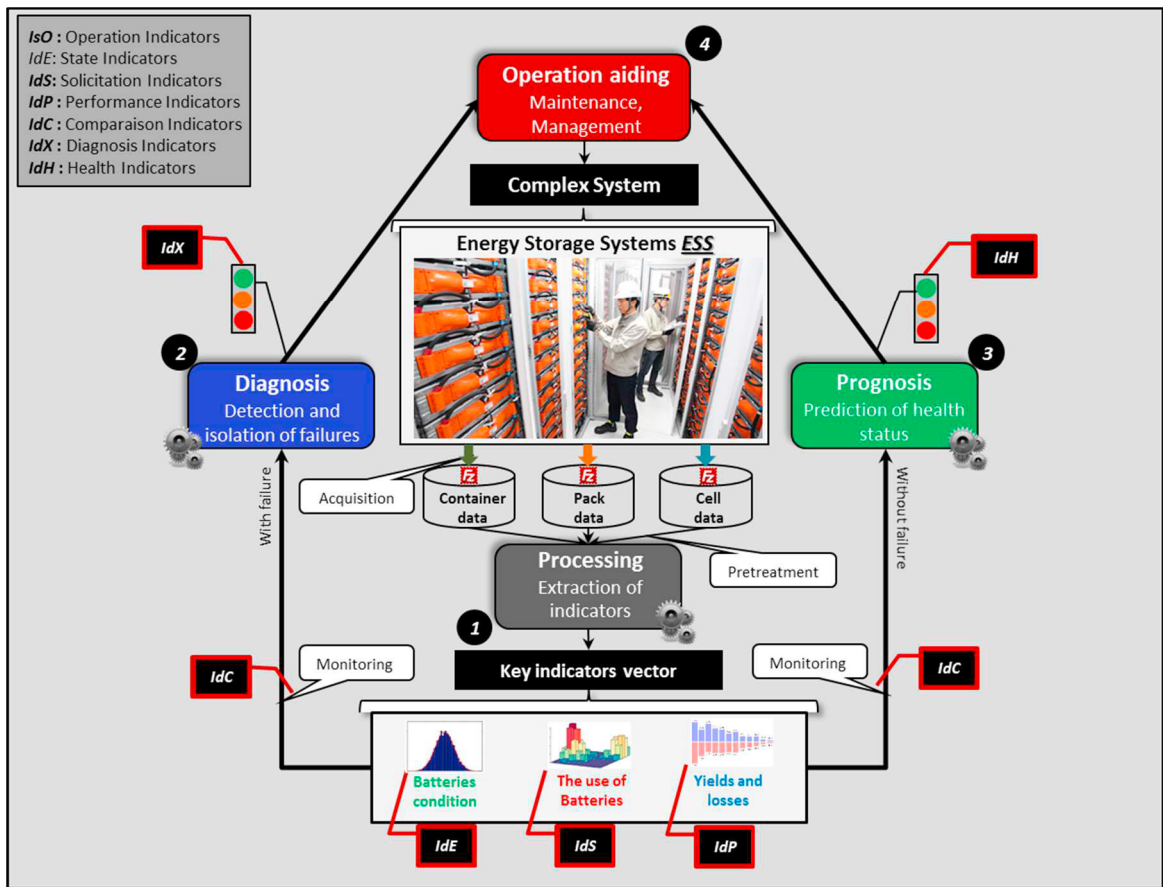 IsO : Operation Indicators
IdE: State Indicators
IdS: Solicitation Indicators
IdP : Performance Indicators
IdC : Comparaison Indicators
IdX : Diagnosis Indicators
IdH : Health Indicators
4
Operation aiding
Maintenance,
Management
Complex System
IdX
Energy Storage Systems ESS
IdH
2
Diagnosis
Detection and
isolation of failures
3
Prognosis
Prediction of health
status
With failure
Acquisition
Fz
Container
data
Fz
Pack
data
Fz
Cell
data
Without failure
Processing
Extraction of
indicators
Pretreatment
1
Key indicators vector
IdC
Monitoring
Monitoring
IdC
Batteries
condition
The use of
Batteries
Yields and
losses
IdE
IdS
IdP